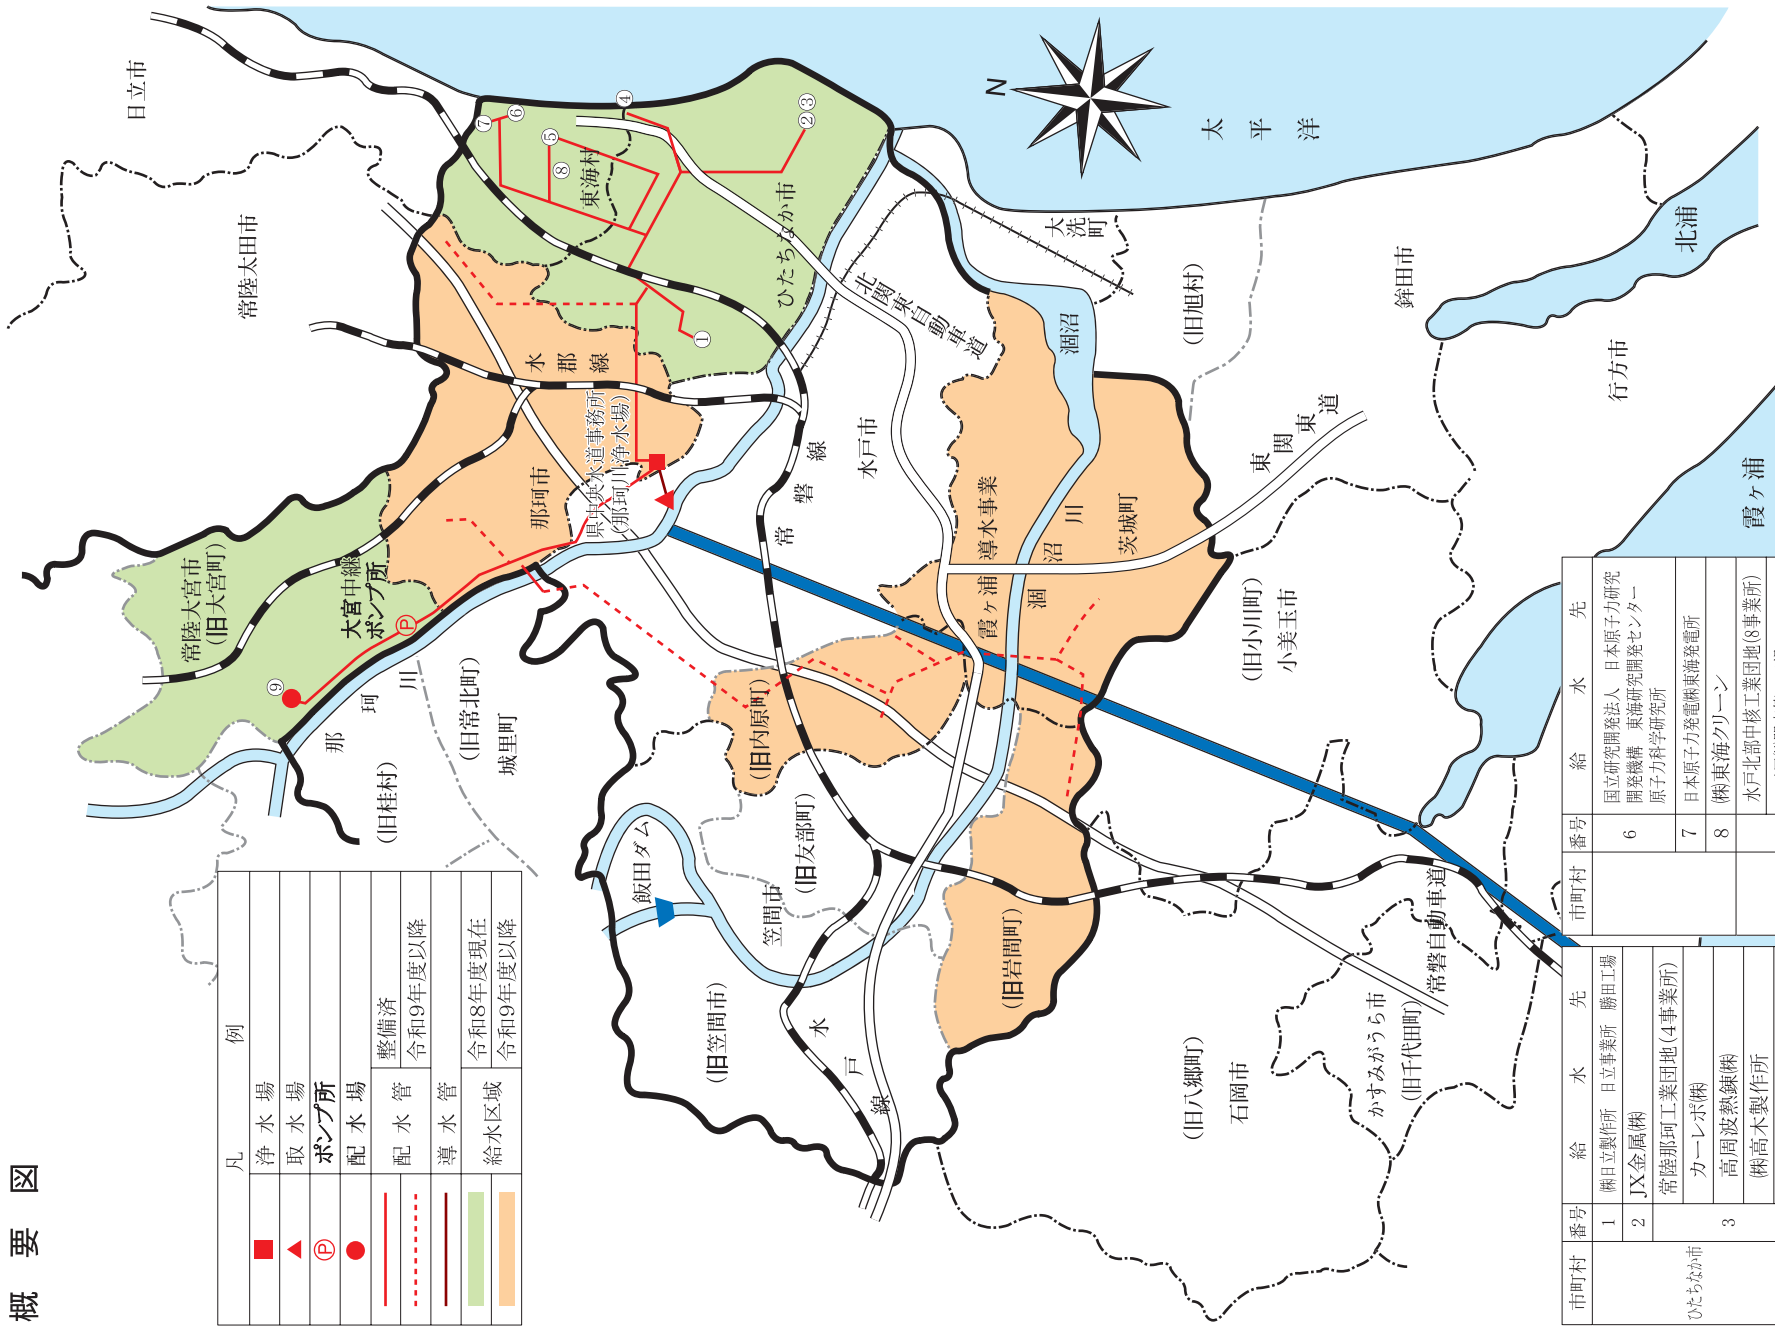 概要図
凡例
浄水場
取水場
Ⓟ ポンプ所
配水場
配水管 整備済
令和9年度以降
導水管
給水区域 令和8年度現在
令和9年度以降
日立市
常陸太田市
常陸大宮市
(旧大宮町)
大宮中継
ポンプ所
Ⓟ
⑨
那珂川
(旧桂村)
(旧常北町)
城里町
那珂市
水郡線
県中央水道事務所
(那珂川浄水場)
東海村
ひたちなか市
①
②③
④
⑤
⑥
⑦
⑧
N
太平洋
大洗町
北関東自動車道
水戸市
常磐線
涸沼
涸沼川
霞ヶ浦導水事業
茨城町
東関東道
(旧旭村)
鉾田市
北浦
行方市
霞ヶ浦
(旧小川町)
小美玉市
(旧内原町)
(旧友部町)
飯田ダム
笠間市
(旧笠間市)
(旧岩間町)
水戸線
常磐自動車道
かすみがうら市
(旧千代田町)
(旧八郷町)
石岡市
市町村 番号 給水先
ひたちなか市
1 ㈱日立製作所 日立事業所 勝田工場
2 JX金属㈱
3 常陸那珂工業団地(4事業所)
カーレポ㈱
高周波熱錬㈱
㈱高木製作所
市町村 番号 給水先
6 国立研究開発法人 日本原子力研究
開発機構 東海研究開発センター
原子力科学研究所
7 日本原子力発電㈱東海発電所
8 ㈱東海クリーン
水戸北部中核工業団地(8事業所)